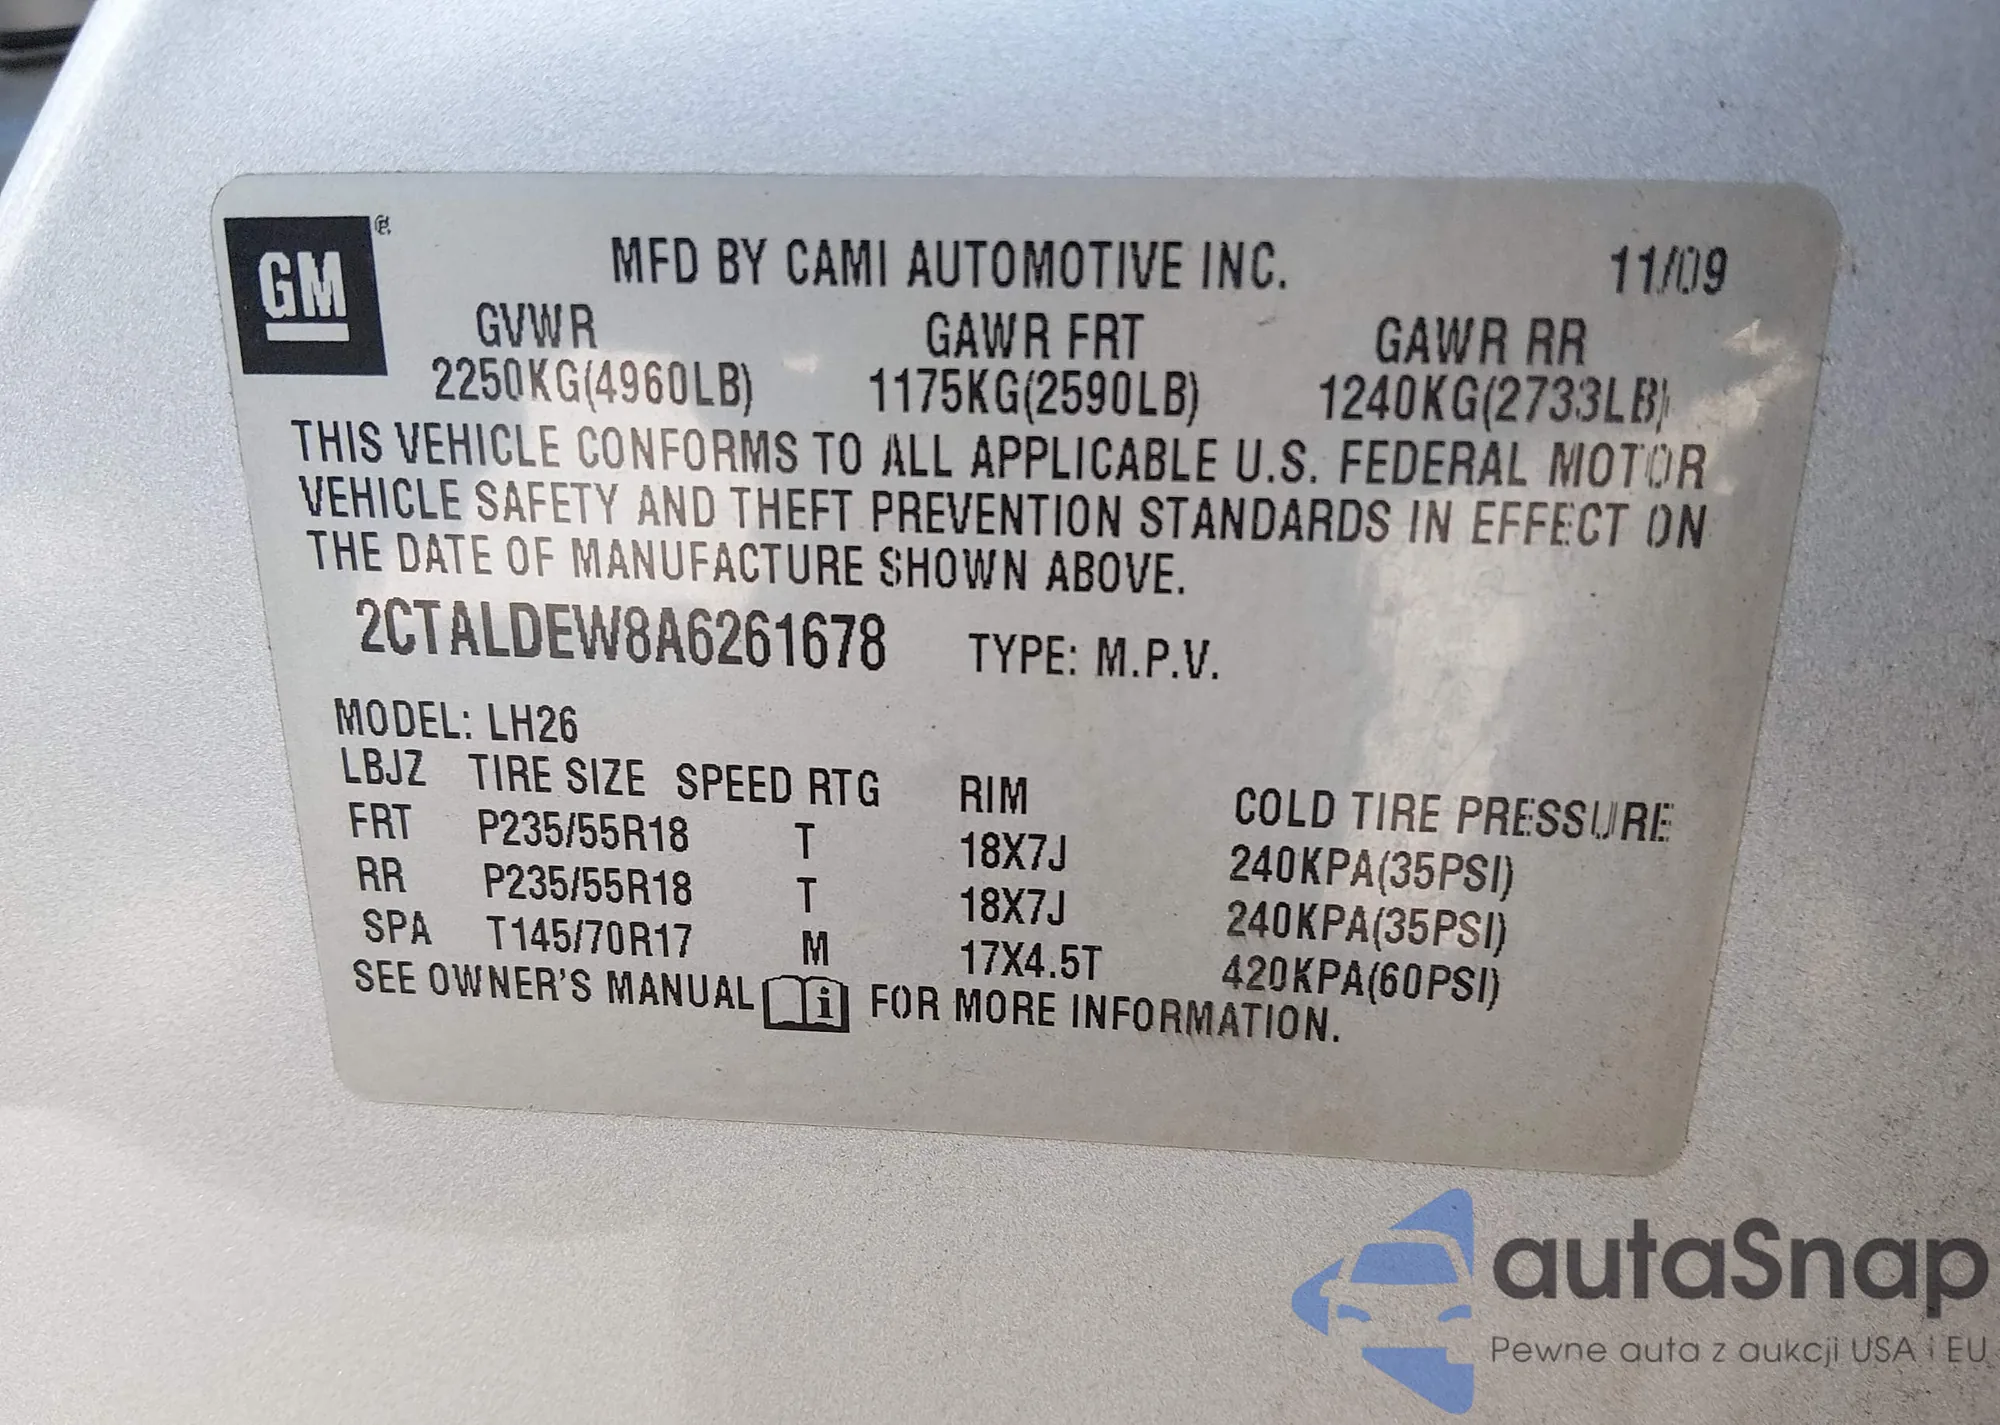 GM ®
MFD BY CAMI AUTOMOTIVE INC. 11/09
GVWR GAWR FRT GAWR RR
2250KG(4960LB) 1175KG(2590LB) 1240KG(2733LB)
THIS VEHICLE CONFORMS TO ALL APPLICABLE U.S. FEDERAL MOTOR
VEHICLE SAFETY AND THEFT PREVENTION STANDARDS IN EFFECT ON
THE DATE OF MANUFACTURE SHOWN ABOVE.
2CTALDEW8A6261678 TYPE: M.P.V.
MODEL: LH26
LBJZ TIRE SIZE SPEED RTG RIM COLD TIRE PRESSURE
FRT P235/55R18 T 18X7J 240KPA(35PSI)
RR P235/55R18 T 18X7J 240KPA(35PSI)
SPA T145/70R17 M 17X4.5T 420KPA(60PSI)
SEE OWNER'S MANUAL i FOR MORE INFORMATION.
autaSnap
Pewne auta z aukcji USA i EU